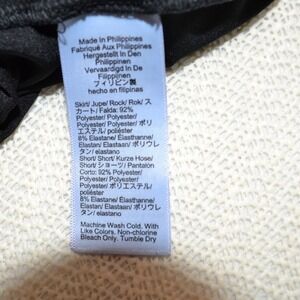 Made In Philippines
Fabriqué Aux Philippines
Hergestellt In Den
Philippinen
Vervaardigd In De
Filippijnen
フィリピン製
hecho en filipinas
Skirt/ Jupe/ Rock/ Rok/ ス
カート/ Falda: 92%
Polyester/ Polyester/
Polyester/ Polyester/ ポリ
エステル/ poliéster
8% Elastane/ Élasthanne/
Elastan/ Elastaan/ ポリウレ
タン/ elastano
Short/ Short/ Kurze Hose/
Short/ ショーツ/ Pantalón
Corto: 92% Polyester/
Polyester/ Polyester/
Polyester/ ポリエステル/
poliéster
8% Elastane/ Élasthanne/
Elastan/ Elastaan/ ポリウレ
タン/ elastano
Machine Wash Cold, With
Like Colors, Non-chlorine
Bleach Only, Tumble Dry